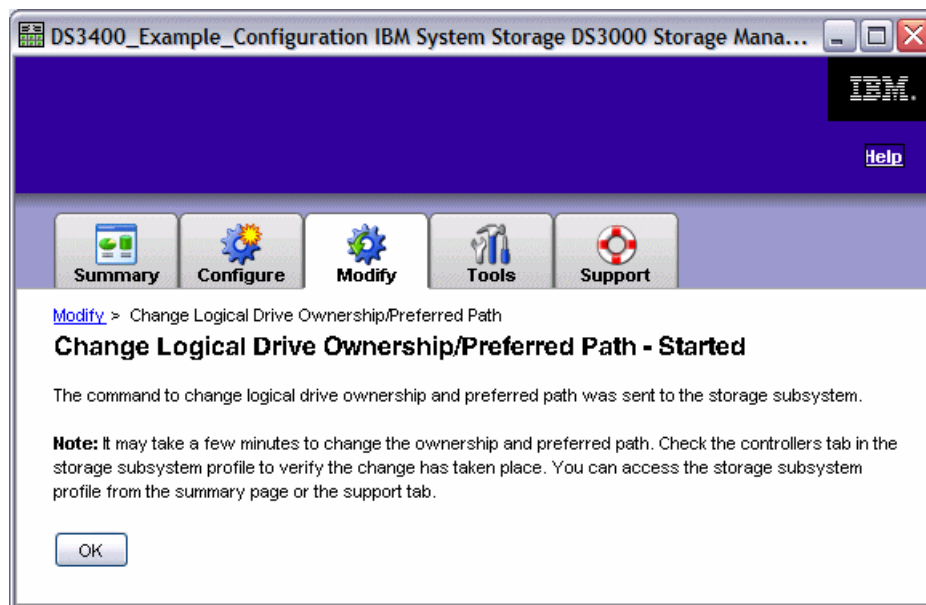 DS3400_Example_Configuration IBM System Storage DS3000 Storage Mana...
IBM.
Help
Summary
Configure
Modify
Tools
Support
Modify > Change Logical Drive Ownership/Preferred Path
Change Logical Drive Ownership/Preferred Path - Started
The command to change logical drive ownership and preferred path was sent to the storage subsystem.
Note: It may take a few minutes to change the ownership and preferred path. Check the controllers tab in the
storage subsystem profile to verify the change has taken place. You can access the storage subsystem
profile from the summary page or the support tab.
OK